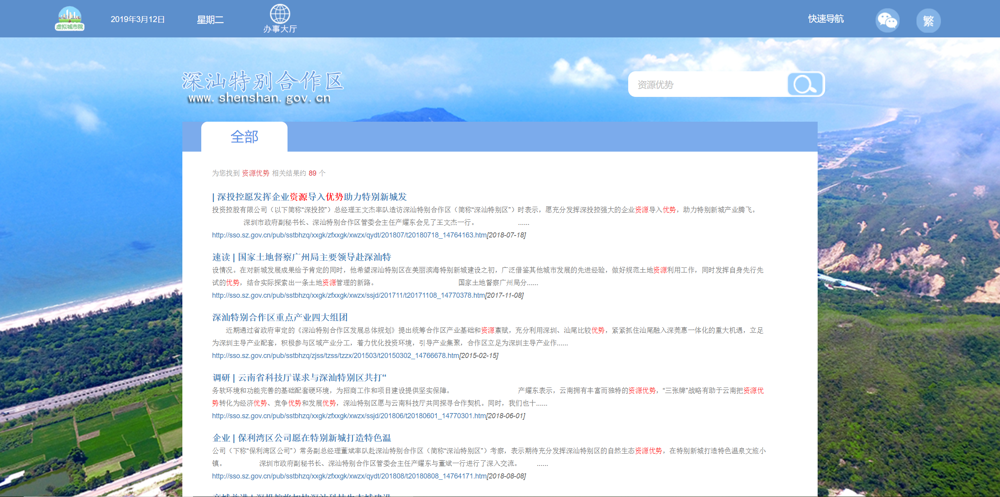 虚拟城市院
2019年3月12日
星期二
办事大厅
快速导航
繁
深汕特别合作区
www.shenshan.gov.cn
资源优势
全部
为您找到 资源优势 相关结果约 89 个
| 深投控愿发挥企业资源导入优势助力特别新城发
投资控股有限公司（以下简称“深投控”）总经理王文杰率队造访深汕特别合作区（简称“深汕特别区”）时表示，愿充分发挥深投控强大的企业资源导入优势，助力特别新城产业腾飞。
深圳市政府副秘书长、深汕特别合作区管委会主任产耀东会见了王文杰一行。 ......
http://sso.sz.gov.cn/pub/sstbhzq/xxgk/zfxxgk/xwzx/qydt/201807/t20180718_14764163.htm[2018-07-18]
速读 | 国家土地督察广州局主要领导赴深汕特
设情况。在对新城发展成果给予肯定的同时，他希望深汕特别区在美丽滨海特别新城建设之初，广泛借鉴其他城市发展的先进经验，做好规范土地资源利用工作，同时发挥自身先行先
试的优势，结合实际探索出一条土地资源管理的新路。 国家土地督察广州局分......
http://sso.sz.gov.cn/pub/sstbhzq/xxgk/zfxxgk/xwzx/ssjd/201711/t20171108_14770378.htm[2017-11-08]
深汕特别合作区重点产业四大组团
近期通过省政府审定的《深汕特别合作区发展总体规划》提出统筹合作区产业基础和资源禀赋，充分利用深圳、汕尾比较优势，紧紧抓住汕尾融入深莞惠一体化的重大机遇，立足
为深圳主导产业配套，积极参与区域产业分工，着力优化投资环境，引导产业集聚，合作区立足为深圳主导产业作......
http://sso.sz.gov.cn/pub/sstbhzq/zjss/tzss/tzzx/201503/t20150302_14766678.htm[2015-02-15]
调研 | 云南省科技厅谋求与深汕特别区共打“
务软环境和功能完善的基础配套硬环境，为招商工作和项目建设提供坚实保障。 产耀东表示，云南拥有丰富而独特的资源优势，“三张牌”战略有助于云南把资源优
势转化为经济优势、竞争优势和发展优势，深汕特别区愿与云南科技厅共同探寻合作契机。同时，我们也十......
http://sso.sz.gov.cn/pub/sstbhzq/xxgk/zfxxgk/xwzx/ssjd/201806/t20180601_14770301.htm[2018-06-01]
企业 | 保利湾区公司愿在特别新城打造特色温
公司（下称“保利湾区公司”）常务副总经理董斌率队赴深汕特别合作区（简称“深汕特别区”）考察，表示期待充分发挥深汕特别区的自然生态资源优势，在特别新城打造特色温泉文旅小
镇。 深圳市政府副秘书长、深汕特别合作区管委会主任产耀东与董斌一行进行了深入交流。 ......
http://sso.sz.gov.cn/pub/sstbhzq/xxgk/zfxxgk/xwzx/qydt/201808/t20180808_14764171.htm[2018-08-08]